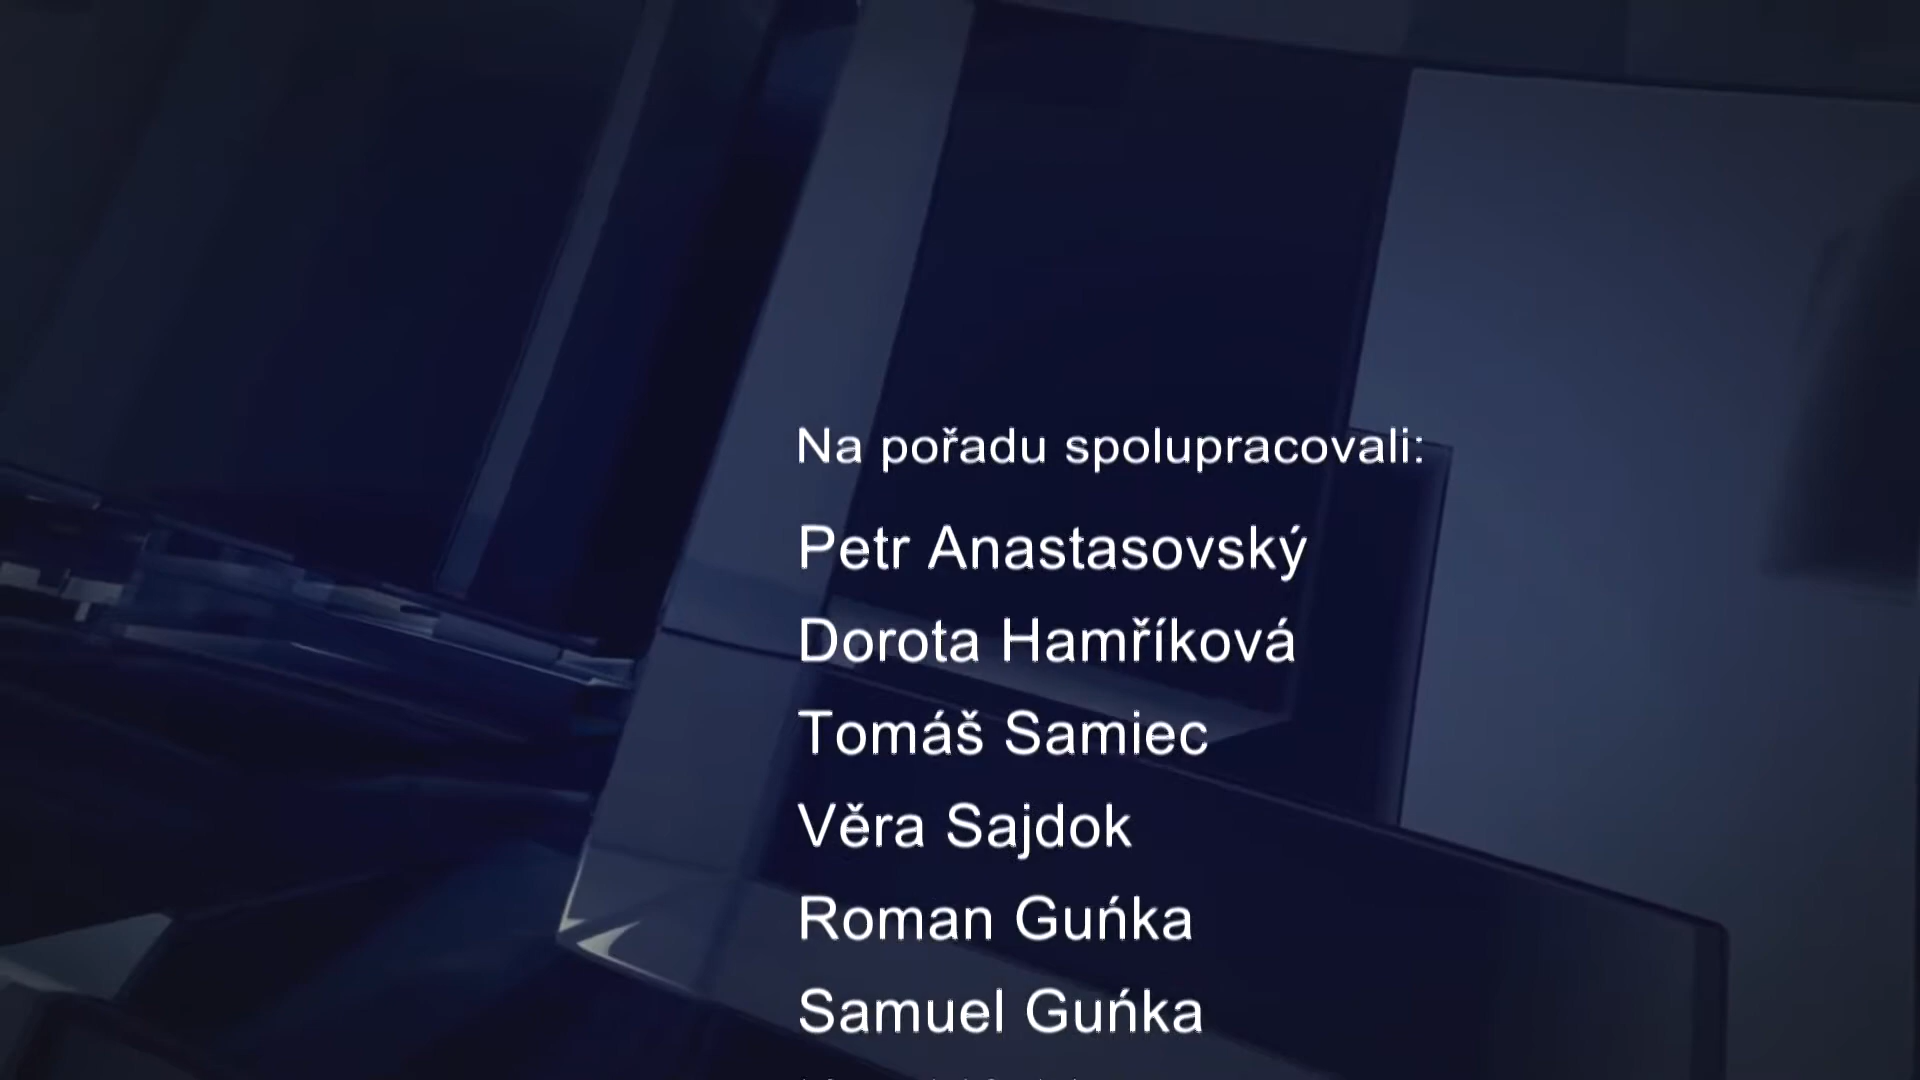 Na pořadu spolupracovali:
Petr Anastasovský
Dorota Hamříková
Tomáš Samiec
Věra Sajdok
Roman Guńka
Samuel Guńka